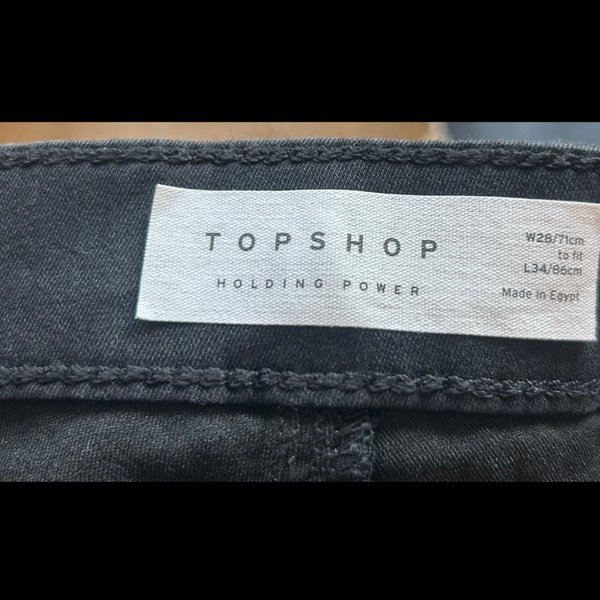 TOPSHOP
HOLDING POWER
W28/71cm
to fit
L34/86cm
Made in Egypt